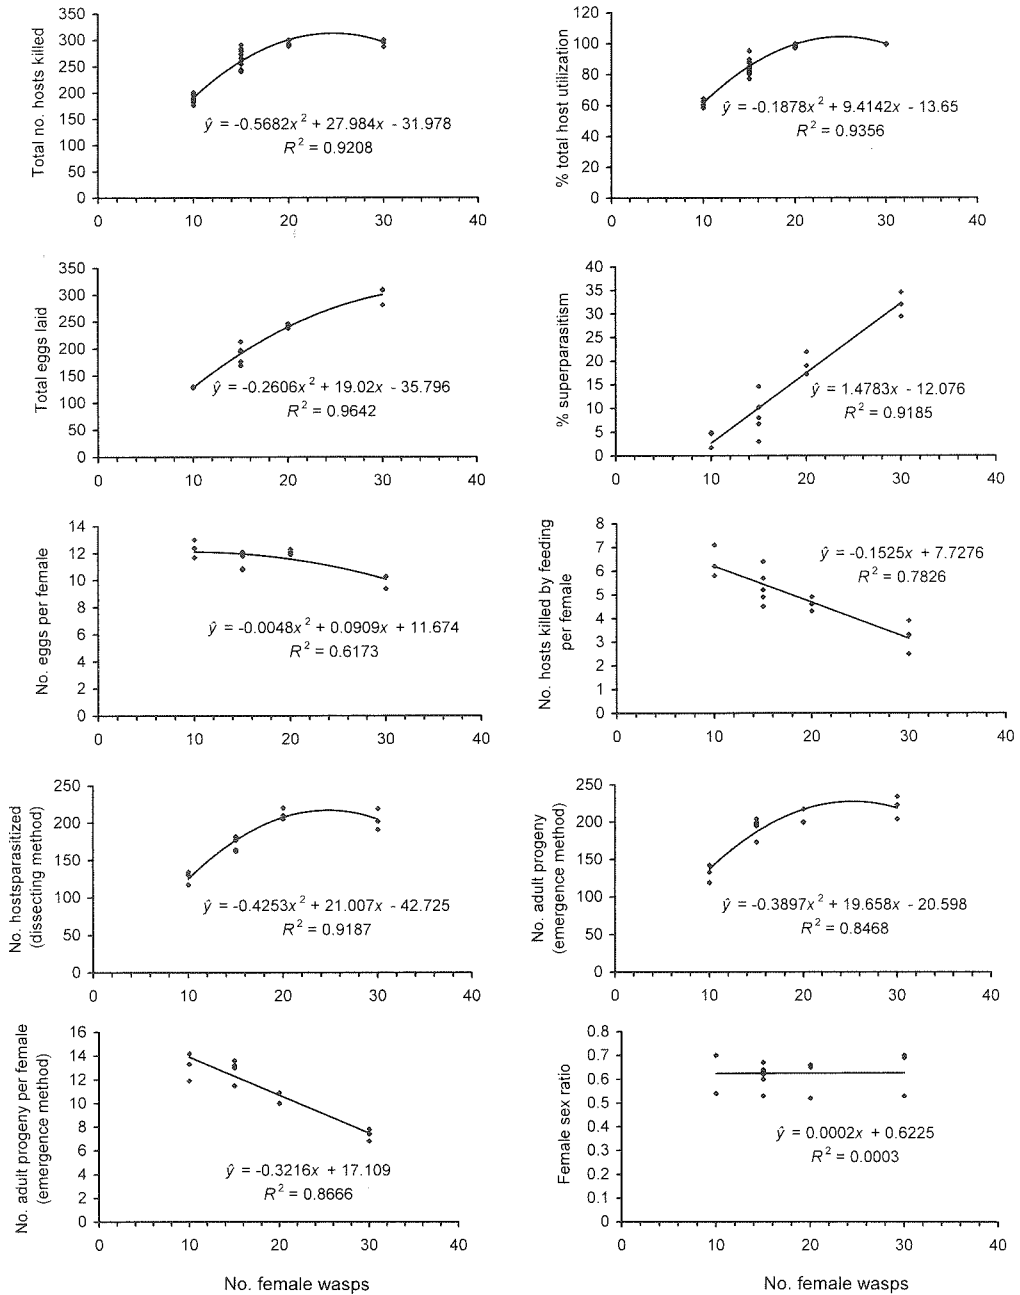 Total no. hosts killed
350
300
250
200
150
100
50
0
ŷ = -0.5682x² + 27.984x - 31.978
R² = 0.9208
0 10 20 30 40
% total host utilization
120
100
80
60
40
20
0
ŷ = -0.1878x² + 9.4142x - 13.65
R² = 0.9356
0 10 20 30 40
Total eggs laid
350
300
250
200
150
100
50
0
ŷ = -0.2606x² + 19.02x - 35.796
R² = 0.9642
0 10 20 30 40
% superparasitism
40
35
30
25
20
15
10
5
0
ŷ = 1.4783x - 12.076
R² = 0.9185
0 10 20 30 40
No. eggs per female
14
12
10
8
6
4
2
0
ŷ = -0.0048x² + 0.0909x + 11.674
R² = 0.6173
0 10 20 30 40
No. hosts killed by feeding
per female
8
7
6
5
4
3
2
1
0
ŷ = -0.1525x + 7.7276
R² = 0.7826
0 10 20 30 40
No. hostsparasitized
(dissecting method)
250
200
150
100
50
0
ŷ = -0.4253x² + 21.007x - 42.725
R² = 0.9187
0 10 20 30 40
No. adult progeny
(emergence method)
250
200
150
100
50
0
ŷ = -0.3897x² + 19.658x - 20.598
R² = 0.8468
0 10 20 30 40
No. adult progeny per female
(emergence method)
16
14
12
10
8
6
4
2
0
ŷ = -0.3216x + 17.109
R² = 0.8666
0 10 20 30 40
No. female wasps
Female sex ratio
0.8
0.7
0.6
0.5
0.4
0.3
0.2
0.1
0
ŷ = 0.0002x + 0.6225
R² = 0.0003
0 10 20 30 40
No. female wasps